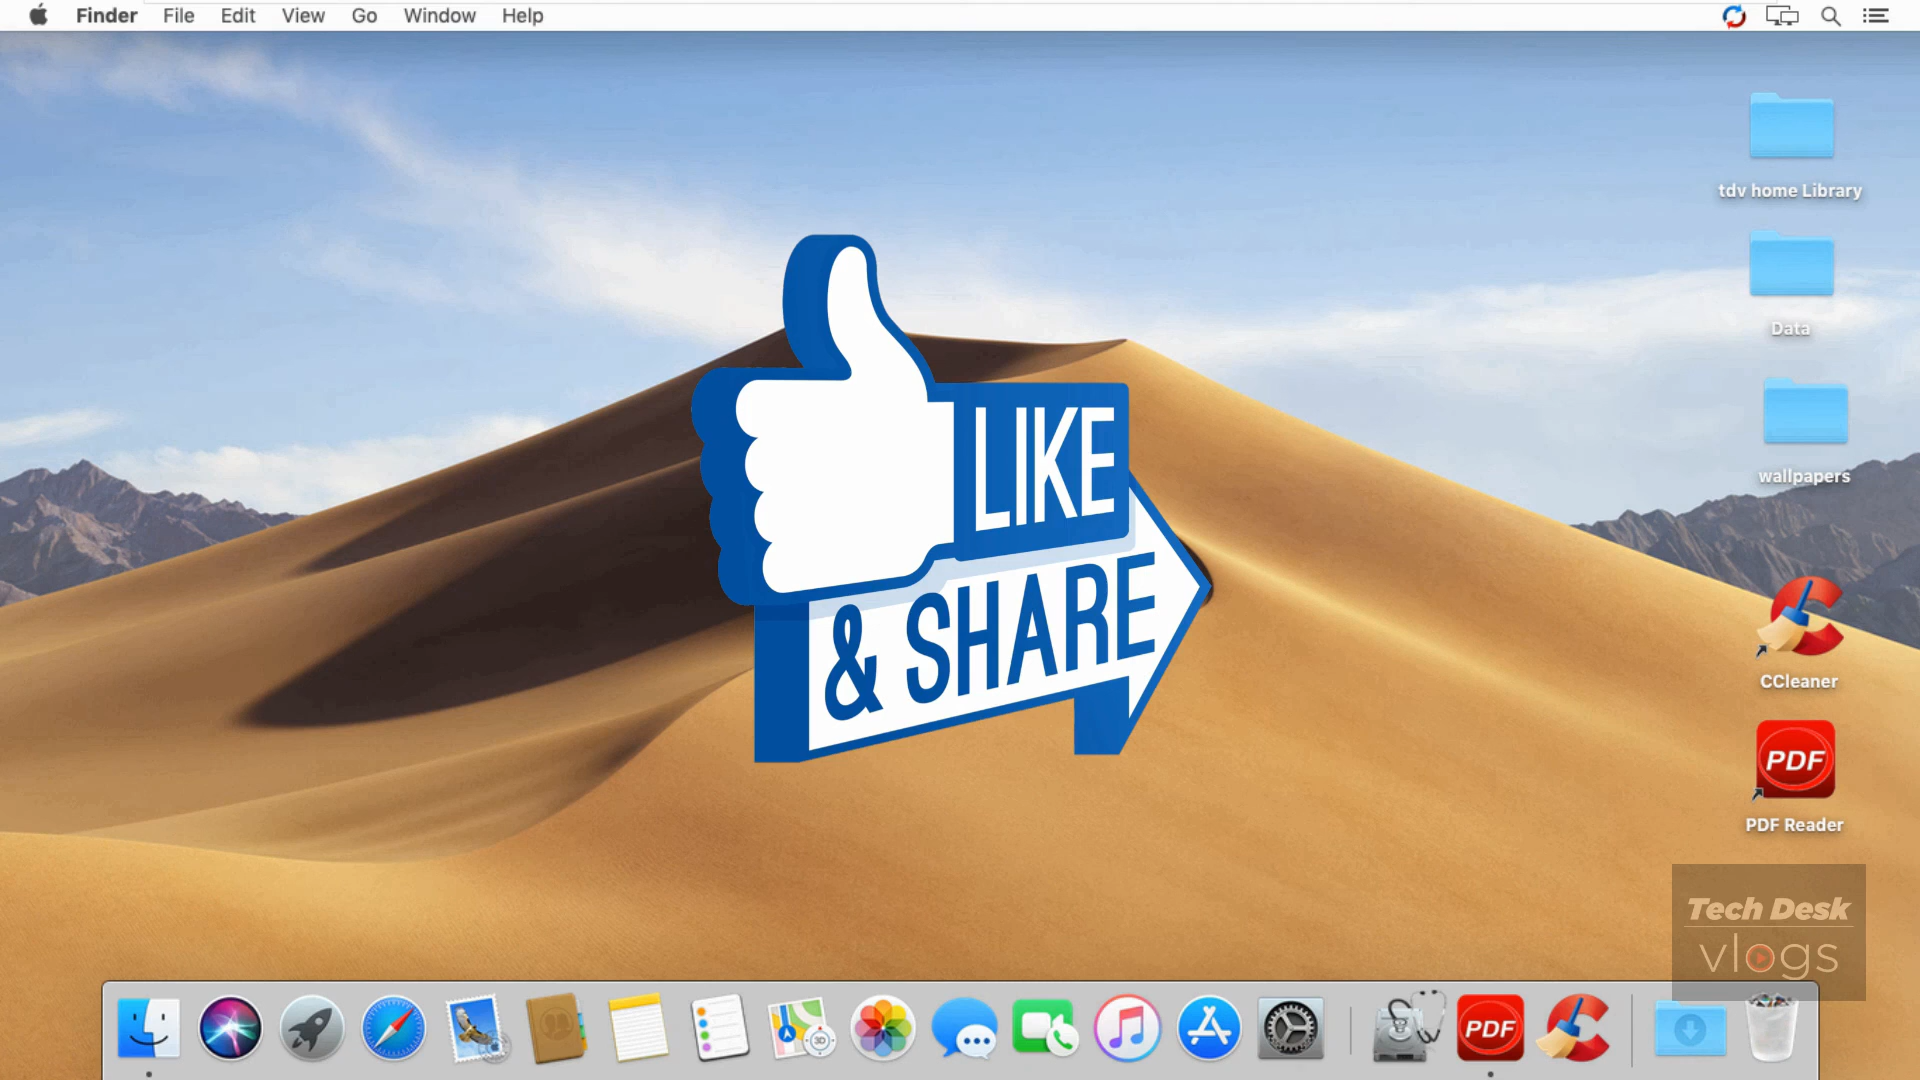 Finder File Edit View Go Window Help
tdv home Library
Data
wallpapers
LIKE
& SHARE
CCleaner
PDF
PDF Reader
Tech Desk
vlogs
3D
PDF